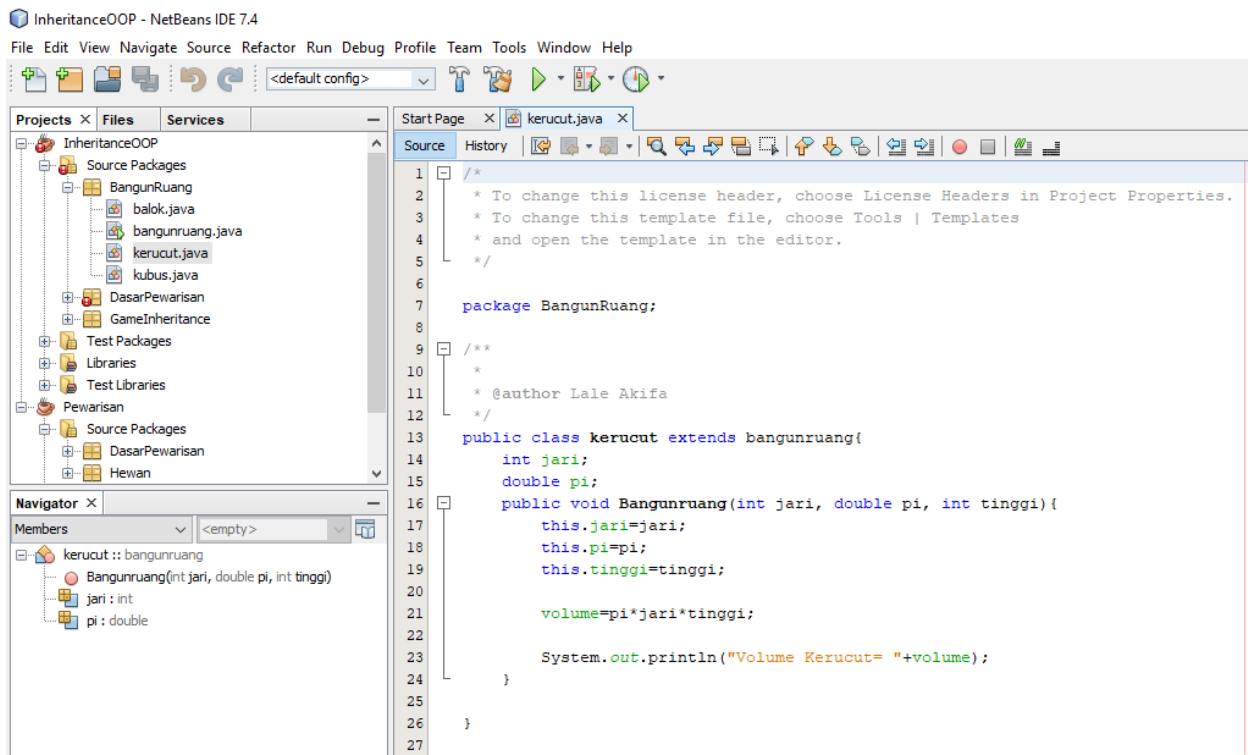 InheritanceOOP - NetBeans IDE 7.4
File Edit View Navigate Source Refactor Run Debug Profile Team Tools Window Help
<default config>
Projects Files Services
InheritanceOOP
Source Packages
BangunRuang
balok.java
bangunruang.java
kerucut.java
kubus.java
DasarPewarisan
GameInheritance
Test Packages
Libraries
Test Libraries
Pewarisan
Source Packages
DasarPewarisan
Hewan
Navigator
Members <empty>
kerucut :: bangunruang
Bangunruang(int jari, double pi, int tinggi)
jari : int
pi : double
Start Page kerucut.java
Source History
1 /*
2 * To change this license header, choose License Headers in Project Properties.
3 * To change this template file, choose Tools | Templates
4 * and open the template in the editor.
5 */
6
7 package BangunRuang;
8
9 /**
10 *
11 * @author Lale Akifa
12 */
13 public class kerucut extends bangunruang{
14 int jari;
15 double pi;
16 public void Bangunruang(int jari, double pi, int tinggi){
17 this.jari=jari;
18 this.pi=pi;
19 this.tinggi=tinggi;
20
21 volume=pi*jari*tinggi;
22
23 System.out.println("Volume Kerucut= "+volume);
24 }
25
26 }
27